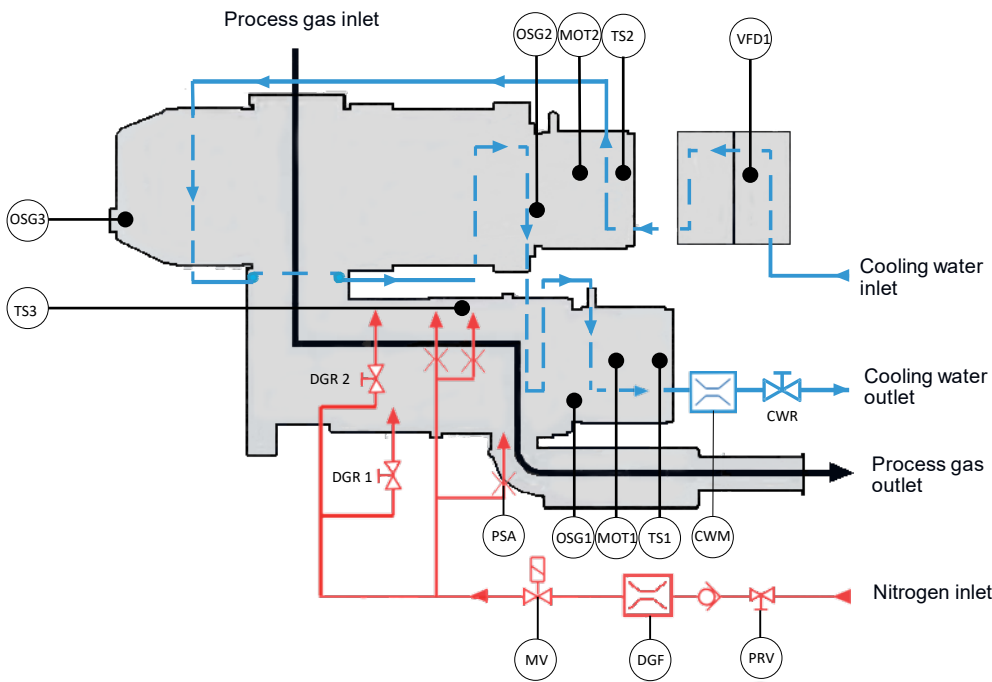 Process gas inlet
OSG2
MOT2
TS2
VFD1
OSG3
Cooling water
inlet
TS3
DGR 2
Cooling water
outlet
CWR
DGR 1
Process gas
outlet
PSA
OSG1
MOT1
TS1
CWM
Nitrogen inlet
MV
DGF
PRV